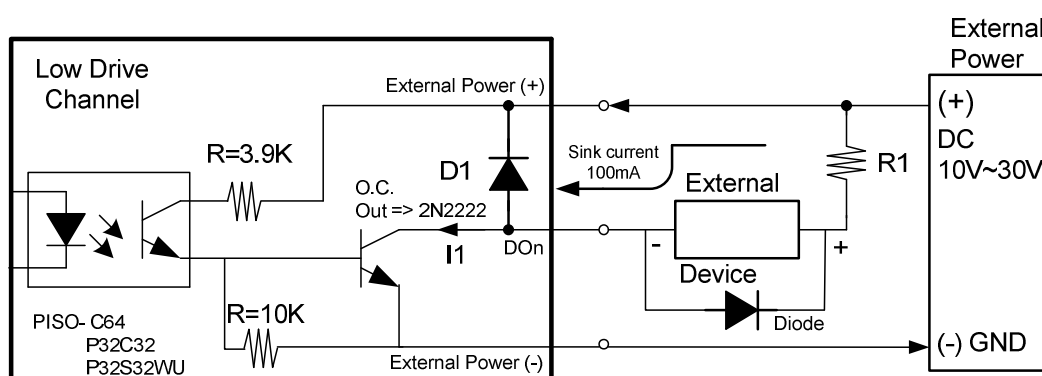 External
Power
Low Drive
Channel
External Power (+)
(+)
DC
10V~30V
R=3.9K
D1
Sink current
100mA
R1
O.C.
Out => 2N2222
External
I1
DOn
-
+
Device
Diode
R=10K
PISO- C64
P32C32
P32S32WU
External Power (-)
(-) GND